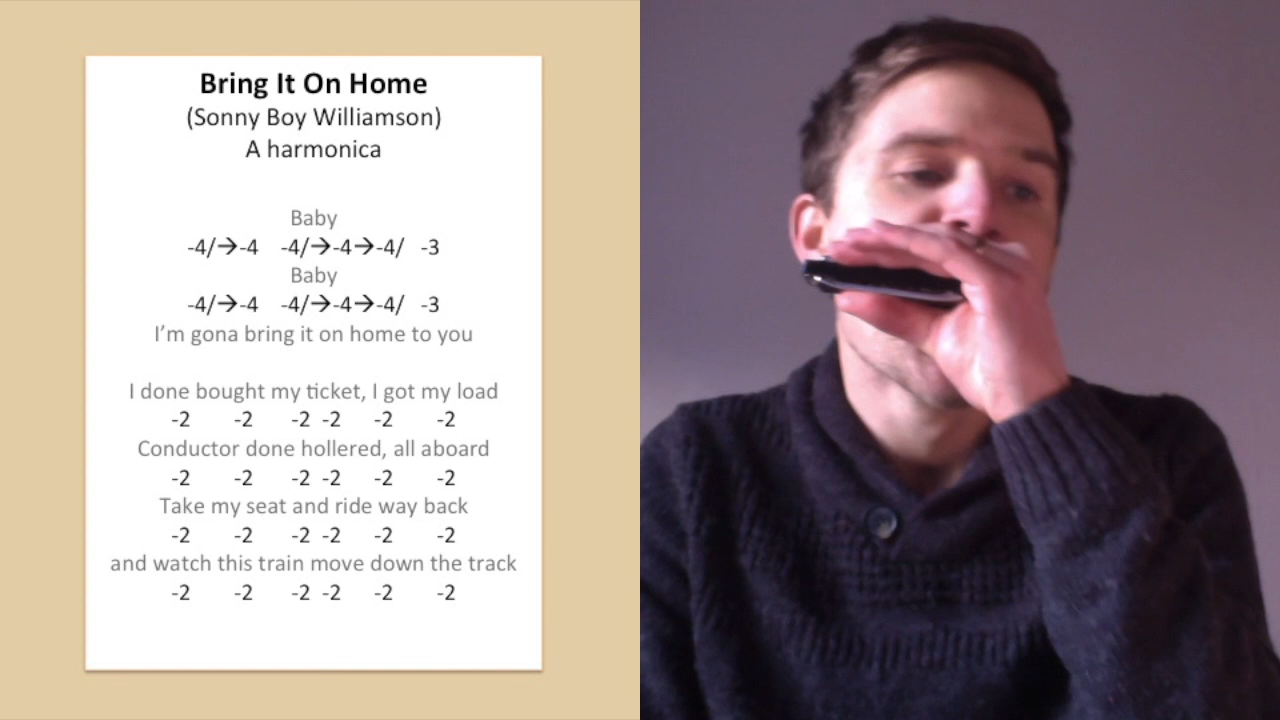 Bring It On Home
(Sonny Boy Williamson)
A harmonica
Baby
-4/→-4 -4/→-4→-4/ -3
Baby
-4/→-4 -4/→-4→-4/ -3
I’m gona bring it on home to you
I done bought my ticket, I got my load
-2 -2 -2 -2 -2 -2
Conductor done hollered, all aboard
-2 -2 -2 -2 -2 -2
Take my seat and ride way back
-2 -2 -2 -2 -2 -2
and watch this train move down the track
-2 -2 -2 -2 -2 -2